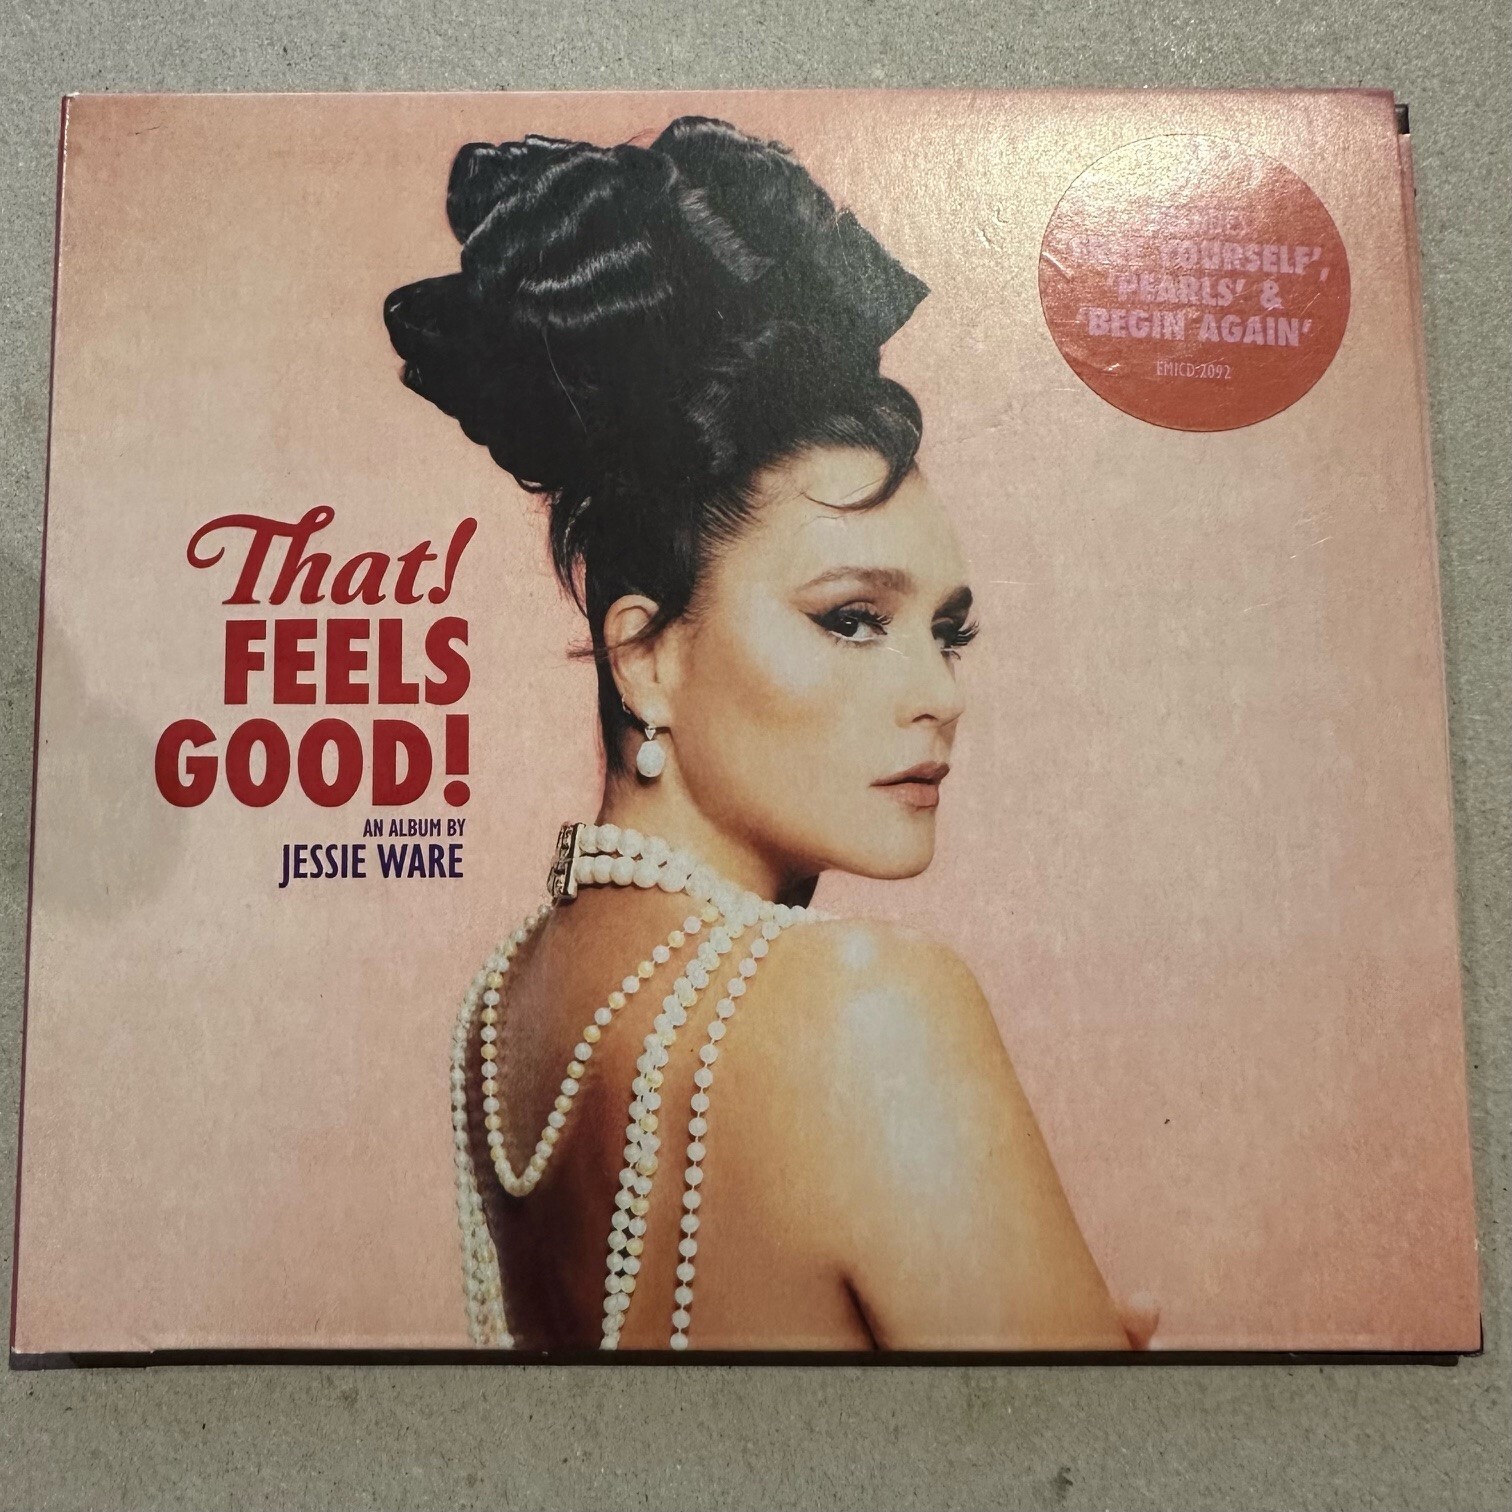 That!
FEELS
GOOD!
AN ALBUM BY
JESSIE WARE
YOURSELF',
'PEARLS' &
'BEGIN AGAIN'
EMICD:2092